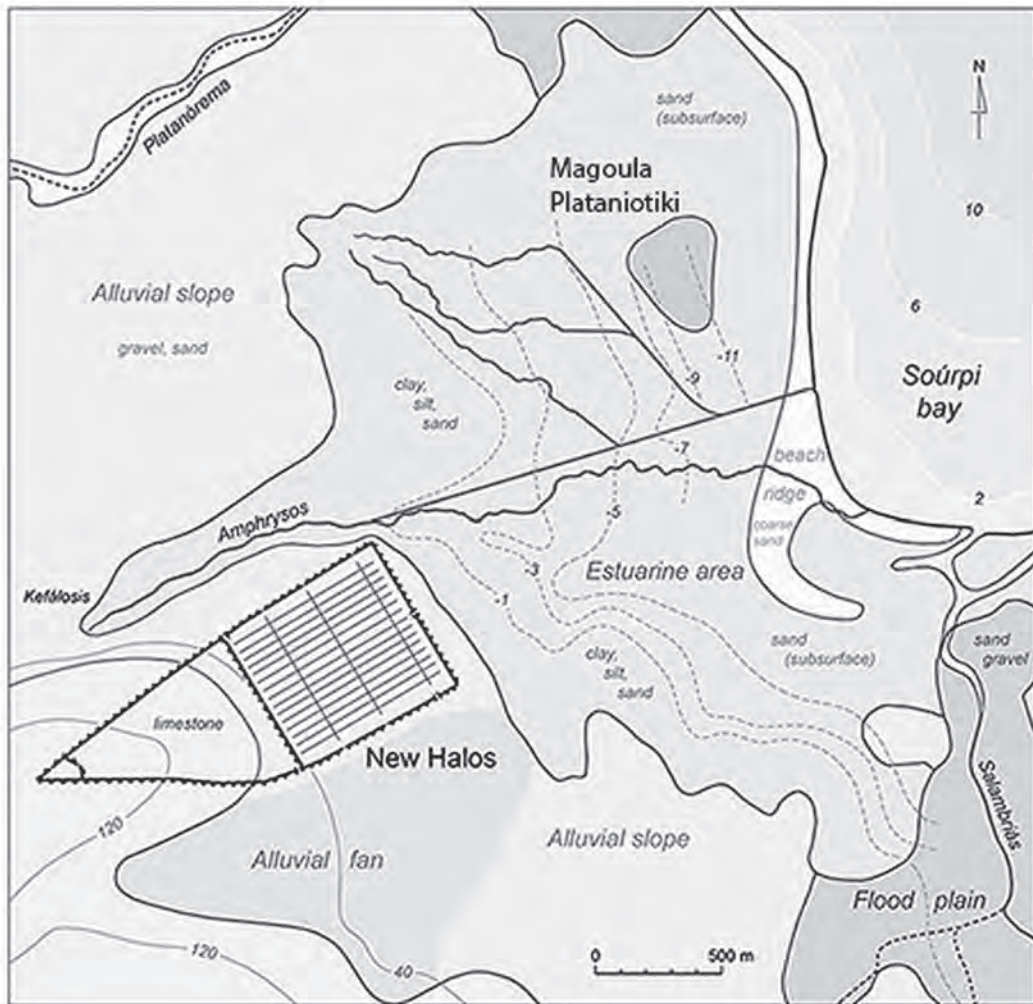 Platanórema
sand
(subsurface)
N
Magoula
Plataniotiki
10
Alluvial slope
gravel, sand
6
-11
-9
Soúrpi
bay
clay,
silt,
sand
-7
beach
ridge
coarse
sand
2
Amphrysos
-5
-3
Estuarine area
Kefálosis
-1
clay,
silt,
sand
sand
(subsurface)
sand
gravel
limestone
New Halos
Salambriás
120
Alluvial slope
Alluvial fan
Flood plain
120
40
0 500 m